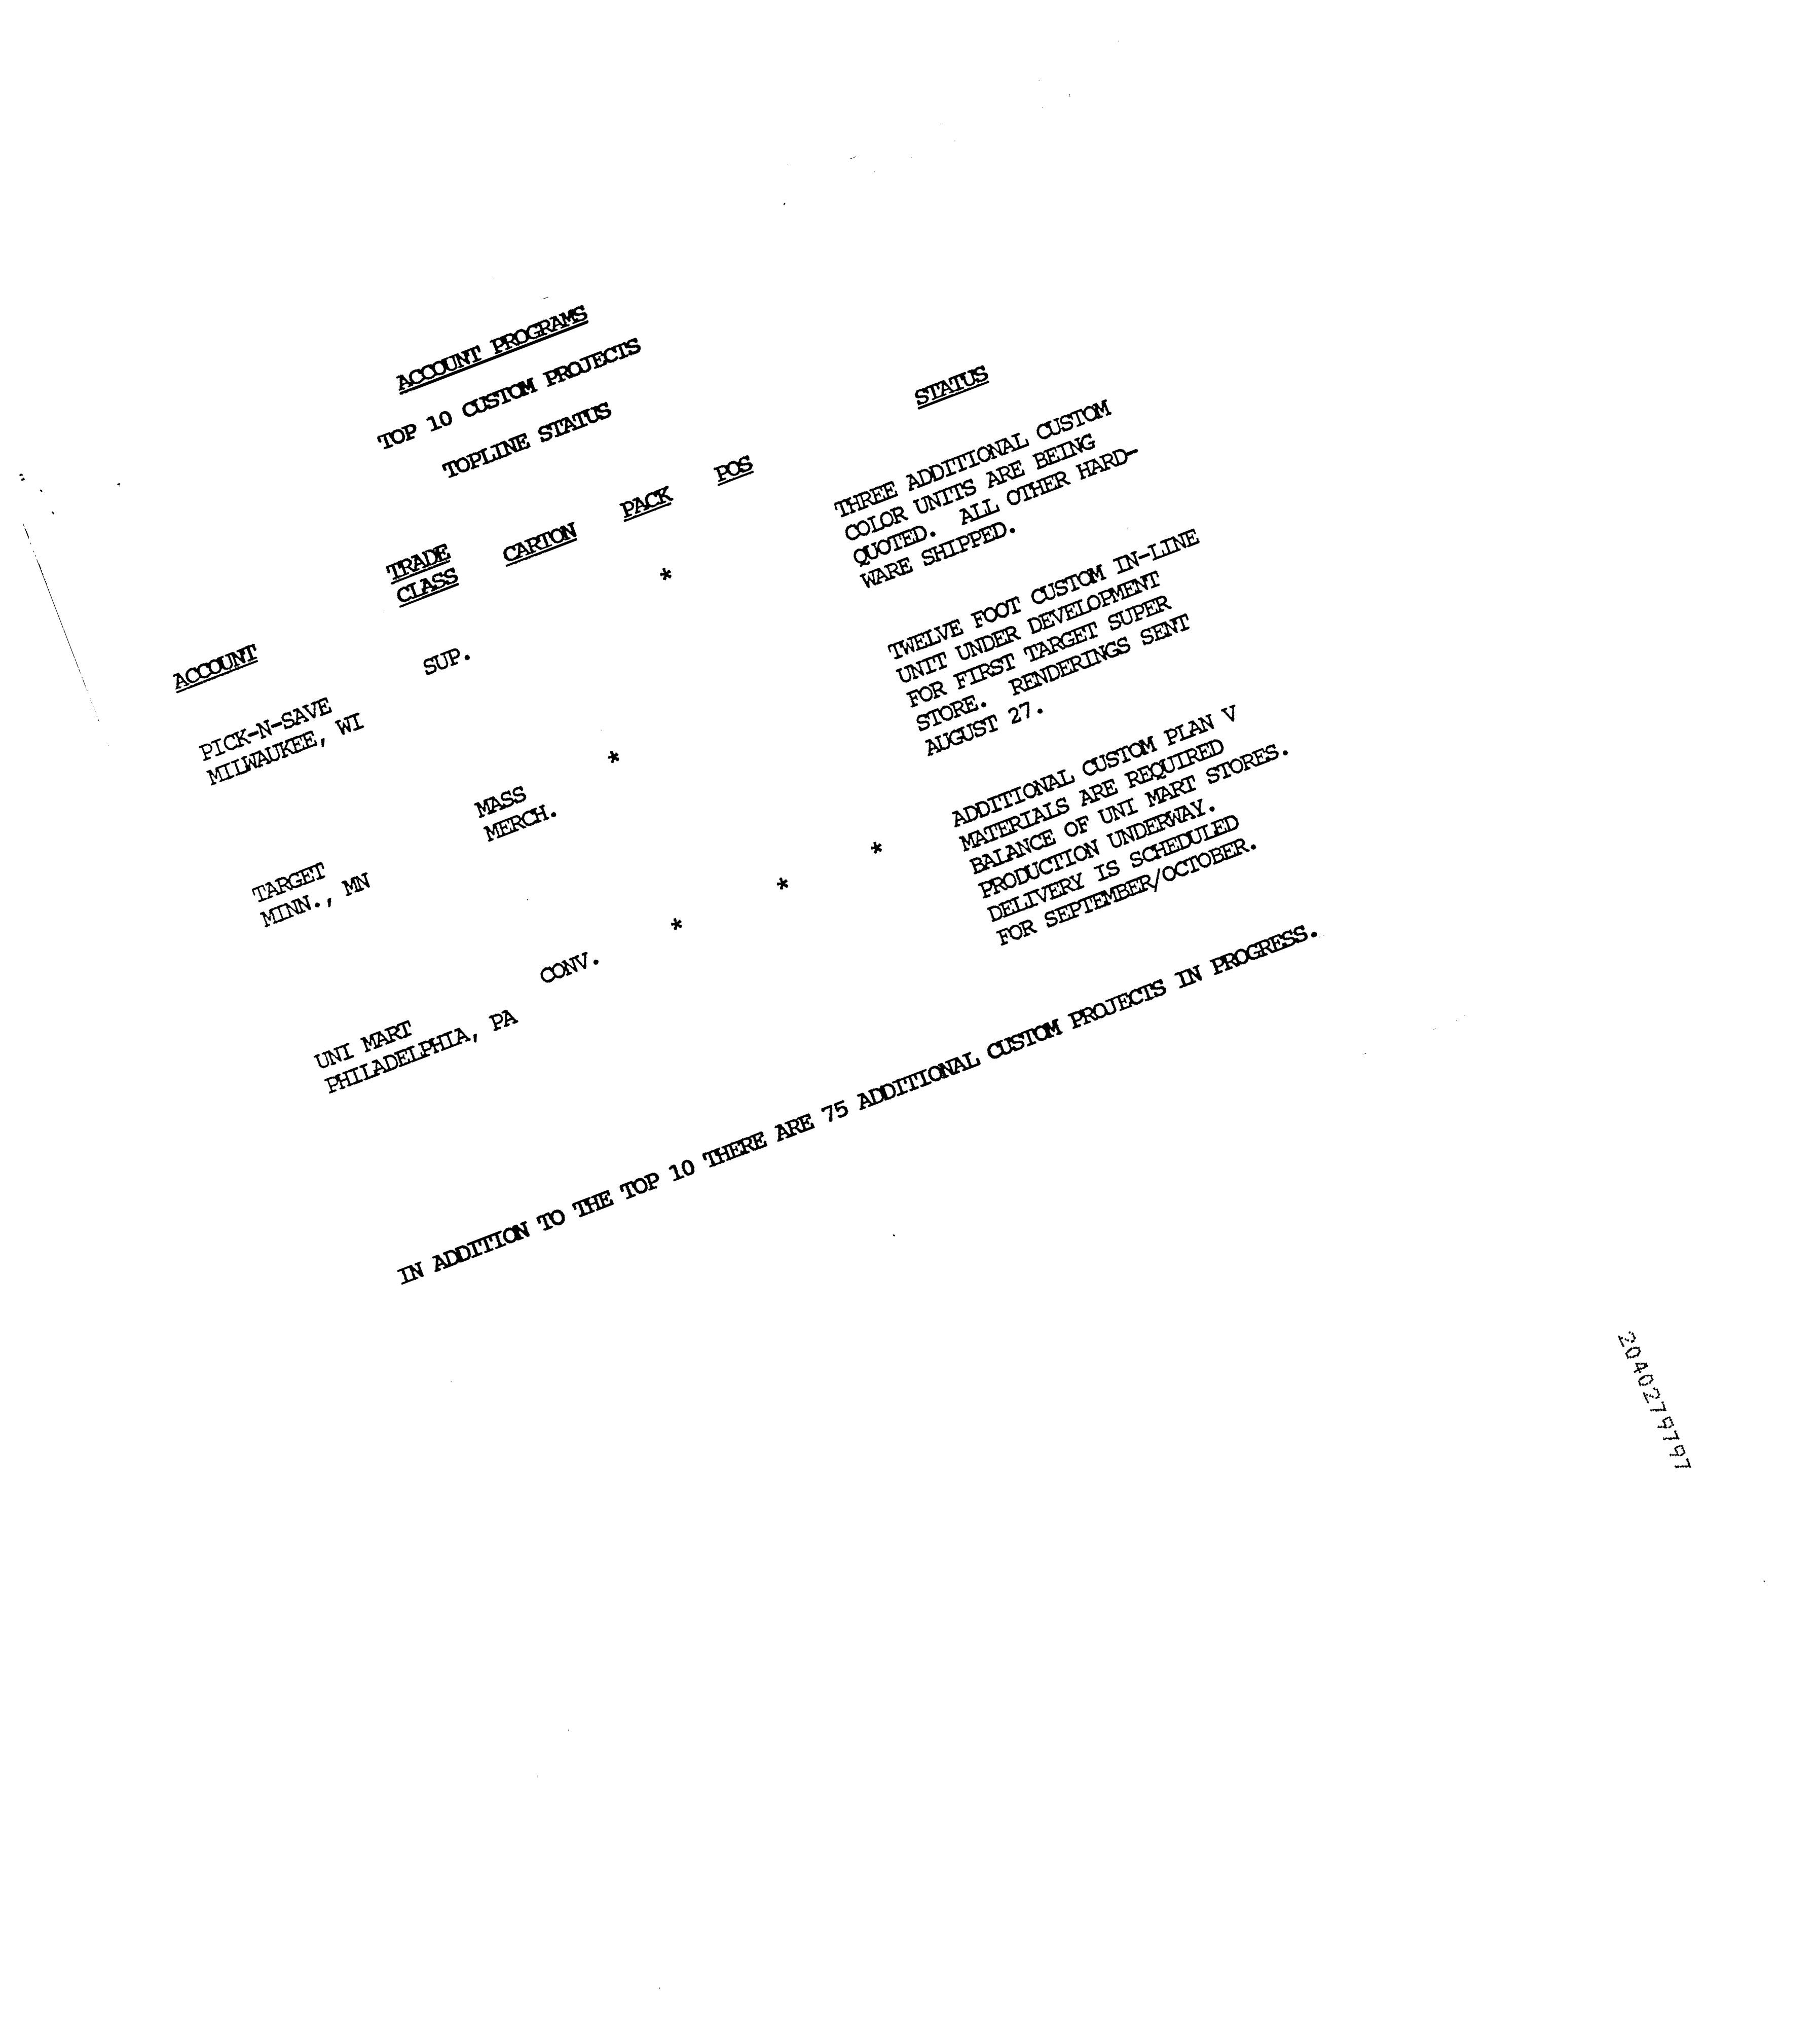 ACCOUNT PROGRAMS
TOP 10 CUSTOM PROJECTS
TOPLINE STATUS
ACCOUNT TRADE CLASS CARTON PACK POS STATUS
PICK-N-SAVE
MILWAUKEE, WI
SUP. *
THREE ADDITIONAL CUSTOM
COLOR UNITS ARE BEING
QUOTED. ALL OTHER HARD-
WARE SHIPPED.
TARGET
MINN., MN
MASS
MERCH.
*
TWELVE FOOT CUSTOM IN-LINE
UNIT UNDER DEVELOPMENT
FOR FIRST TARGET SUPER
STORE. RENDERINGS SENT
AUGUST 27.
UNI MART
PHILADELPHIA, PA
CONV. * * *
ADDITIONAL CUSTOM PLAN V
MATERIALS ARE REQUIRED
BALANCE OF UNI MART STORES.
PRODUCTION UNDERWAY.
DELIVERY IS SCHEDULED
FOR SEPTEMBER/OCTOBER.
IN ADDITION TO THE TOP 10 THERE ARE 75 ADDITIONAL CUSTOM PROJECTS IN PROGRESS.
2040279797